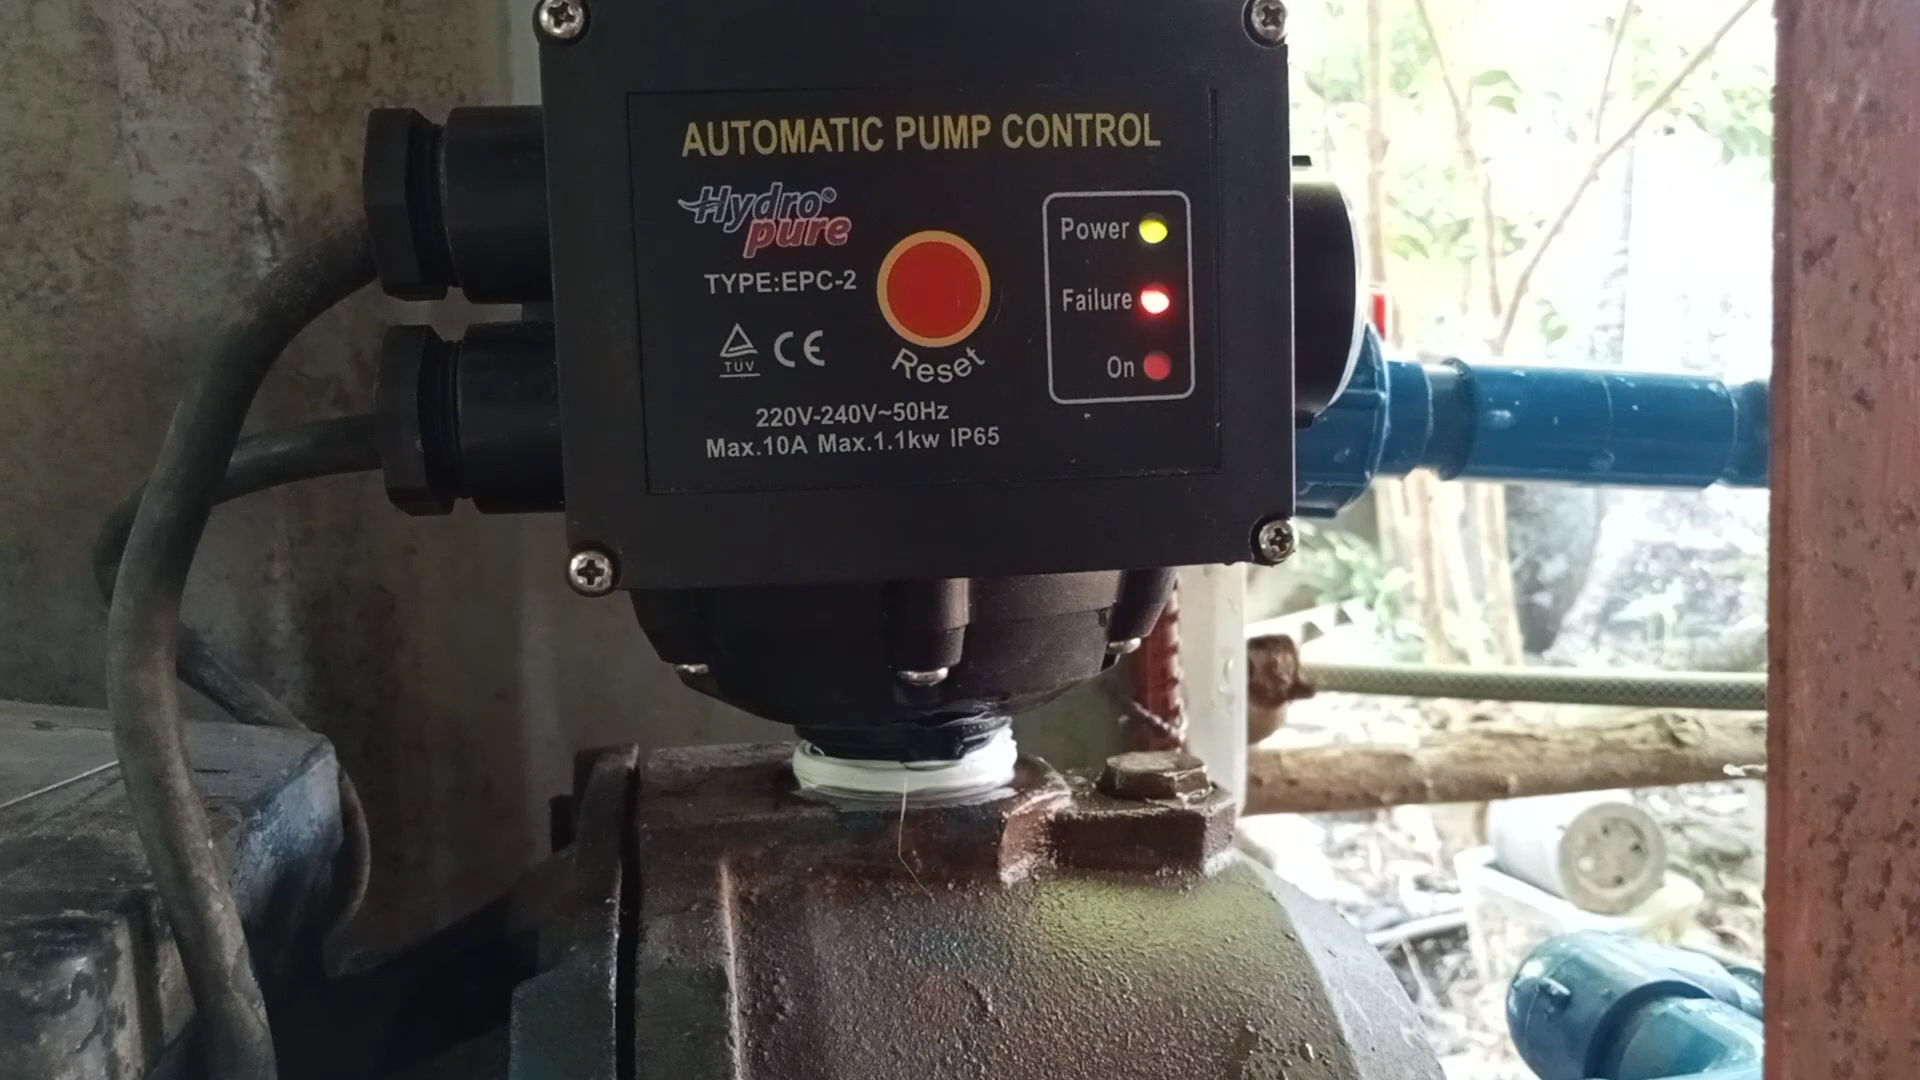 AUTOMATIC PUMP CONTROL
Hydro®
pure
TYPE:EPC-2
TÜV CE
Reset
Power
Failure
On
220V-240V~50Hz
Max.10A Max.1.1kw IP65